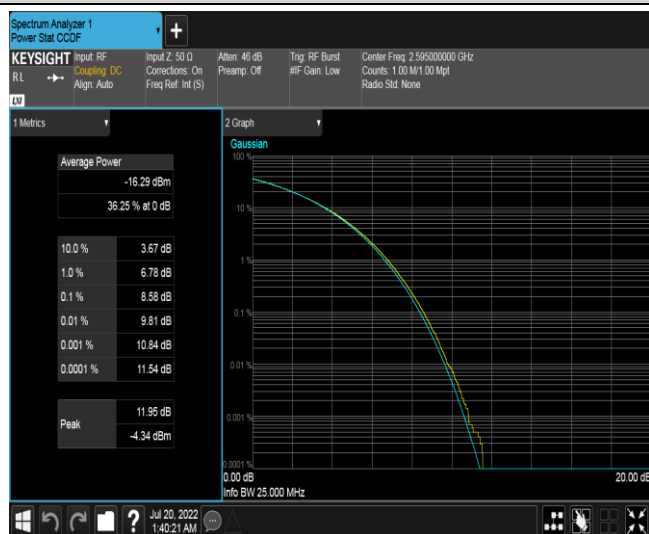 Spectrum Analyzer 1
Power Stat CCDF
+
KEYSIGHT
RL
LXI
Input: RF
Coupling: DC
Align: Auto
Input Z: 50 Ω
Corrections: On
Freq Ref: Int (S)
Atten: 46 dB
Preamp: Off
Trig: RF Burst
#IF Gain: Low
Center Freq: 2.595000000 GHz
Counts: 1.00 M/1.00 Mpt
Radio Std: None
1 Metrics
Average Power
-16.29 dBm
36.25 % at 0 dB
10.0 % 3.67 dB
1.0 % 6.78 dB
0.1 % 8.58 dB
0.01 % 9.81 dB
0.001 % 10.84 dB
0.0001 % 11.54 dB
Peak
11.95 dB
-4.34 dBm
2 Graph
Gaussian
100 %
10 %
1 %
0.1 %
0.01 %
0.001 %
0.0001 %
0.00 dB 20.00 dB
Info BW 25.000 MHz
?
Jul 20, 2022
1:40:21 AM